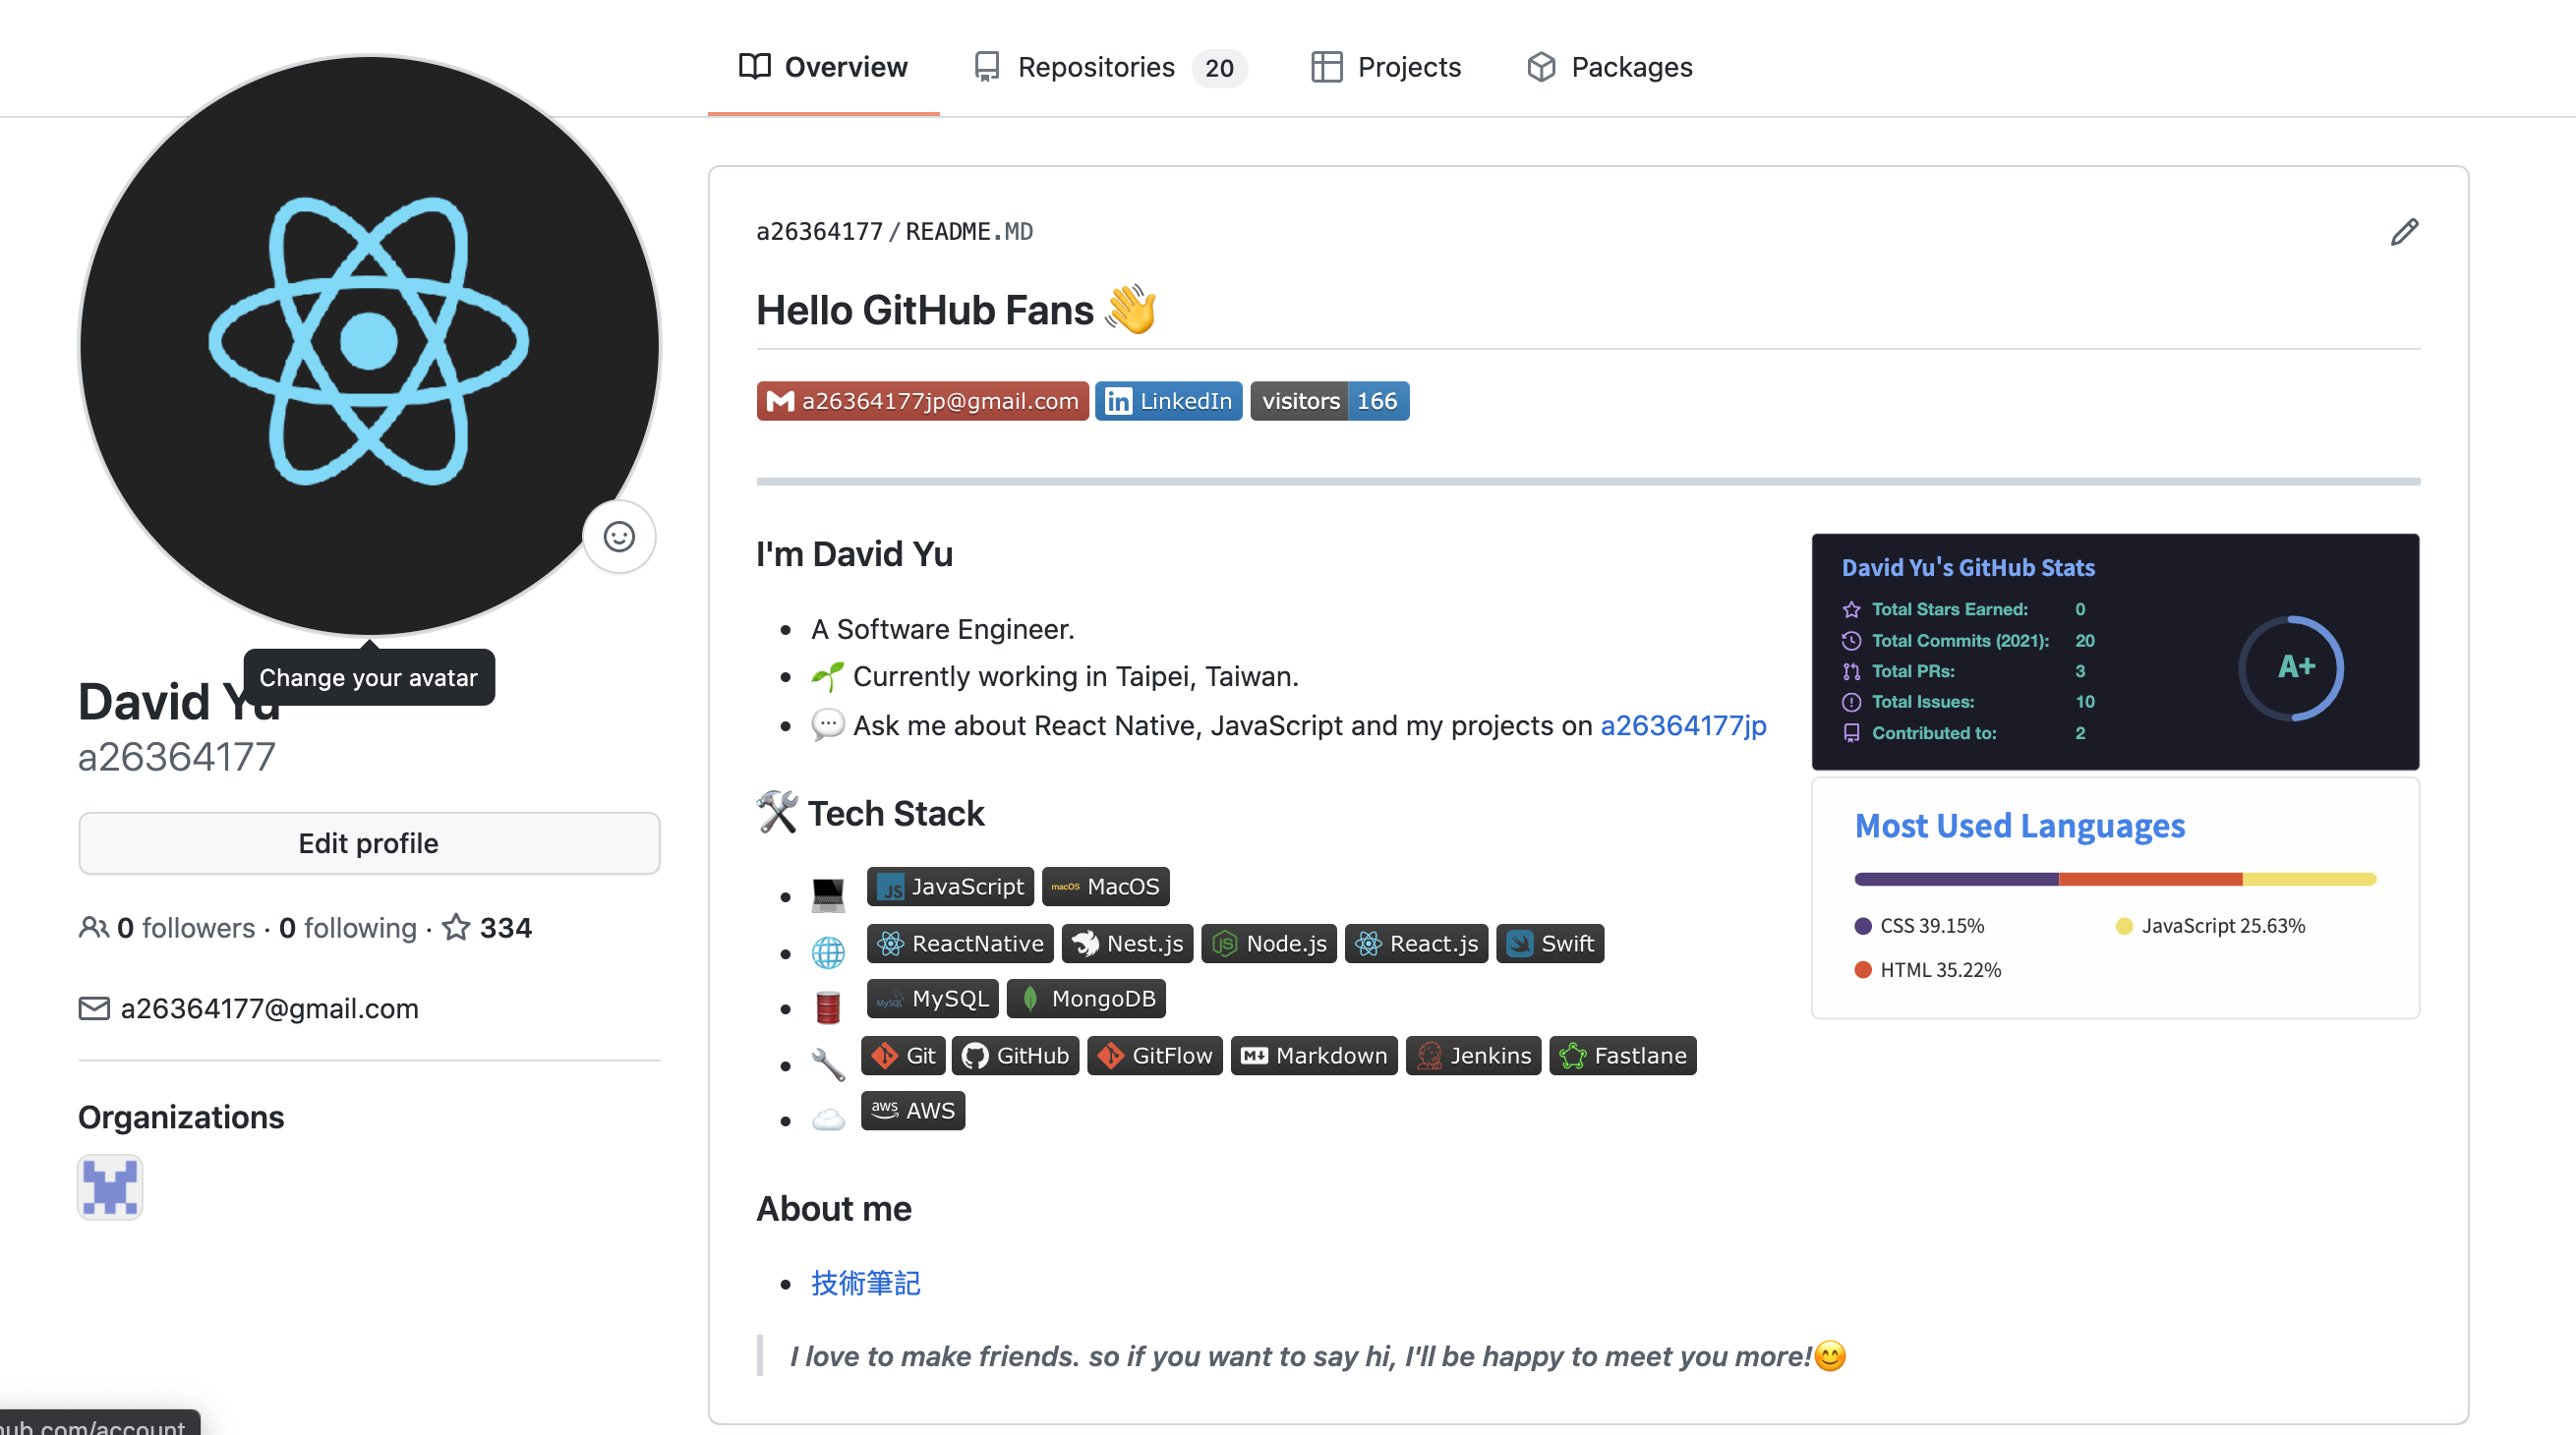 Overview Repositories 20 Projects Packages
Change your avatar
David Yu
a26364177
Edit profile
0 followers · 0 following · 334
a26364177@gmail.com
Organizations
a26364177/README.MD
Hello GitHub Fans 👋
a26364177jp@gmail.com LinkedIn visitors 166
I'm David Yu
A Software Engineer.
🌱 Currently working in Taipei, Taiwan.
💬 Ask me about React Native, JavaScript and my projects on a26364177jp
🛠 Tech Stack
💻 JS JavaScript macOS MacOS
🌐 ReactNative Nest.js JS Node.js React.js Swift
🛢 MySQL MySQL MongoDB
🔧 Git GitHub GitFlow M Markdown Jenkins Fastlane
☁️ aws AWS
About me
技術筆記
I love to make friends. so if you want to say hi, I'll be happy to meet you more!😊
David Yu's GitHub Stats
Total Stars Earned: 0
Total Commits (2021): 20
Total PRs: 3
Total Issues: 10
Contributed to: 2
A+
Most Used Languages
CSS 39.15% JavaScript 25.63%
HTML 35.22%
hub.com/account